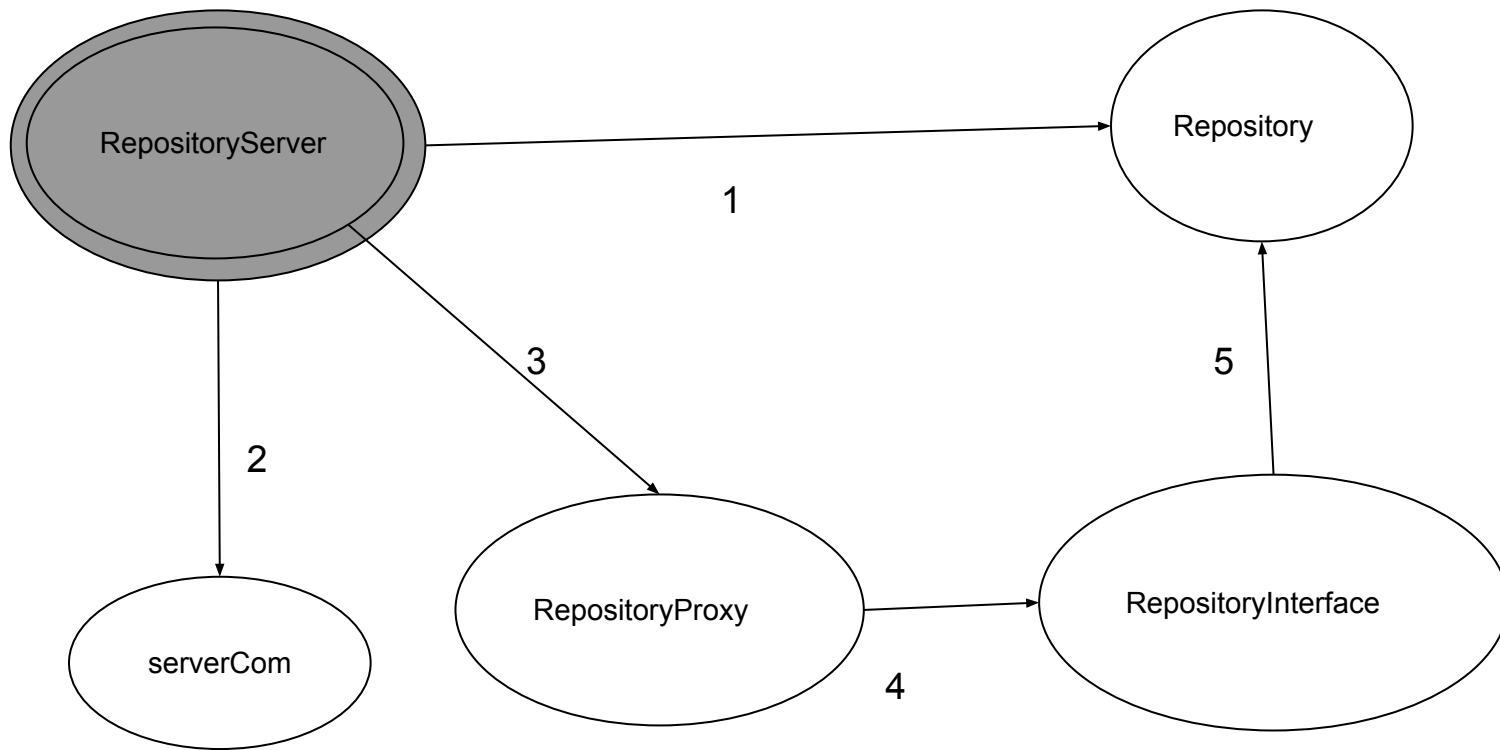 RepositoryServer
Repository
1
3
5
2
RepositoryProxy
RepositoryInterface
serverCom
4